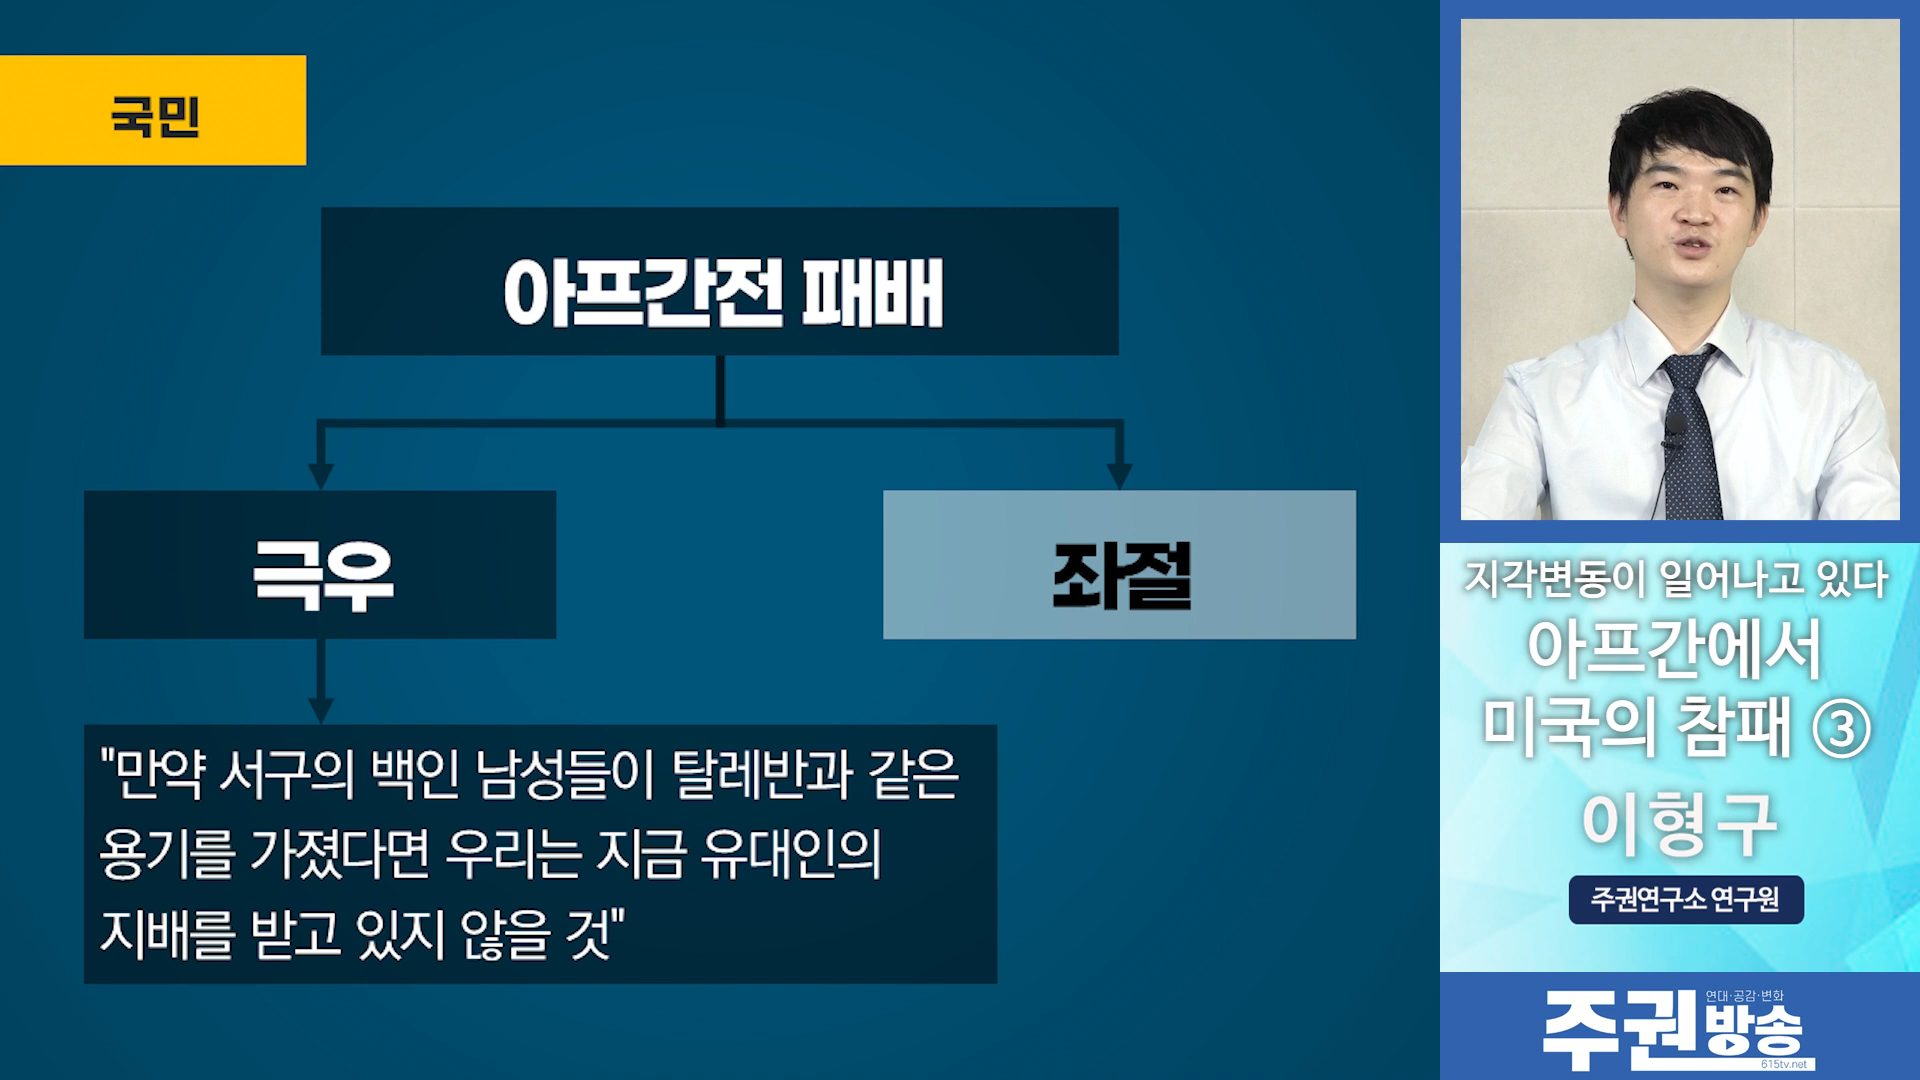 국민
아프간전 패배
극우
좌절
"만약 서구의 백인 남성들이 탈레반과 같은
용기를 가졌다면 우리는 지금 유대인의
지배를 받고 있지 않을 것"
지각변동이 일어나고 있다
아프간에서
미국의 참패 ③
이형구
주권연구소 연구원
연대·공감·변화
주권방송
615tv.net